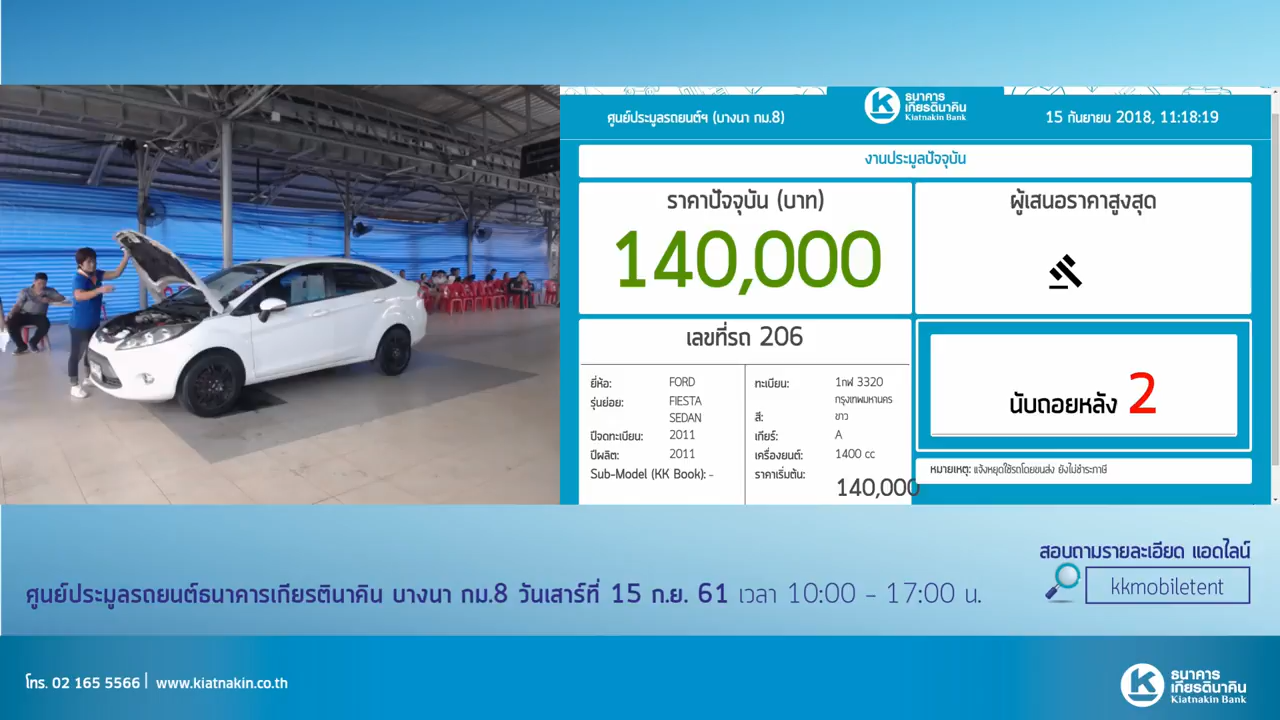 ศูนย์ประมูลรถยนต์ฯ (บางนา กม.8)
ธนาคาร
เกียรตินาคิน
Kiatnakin Bank
15 กันยายน 2018, 11:18:19
งานประมูลปัจจุบัน
ราคาปัจจุบัน (บาท)
140,000
ผู้เสนอราคาสูงสุด
เลขที่รถ 206
ยี่ห้อ: FORD
รุ่นย่อย: FIESTA
SEDAN
ปีจดทะเบียน: 2011
ปีผลิต: 2011
Sub-Model (KK Book): -
ทะเบียน: 1กฬ 3320
กรุงเทพมหานคร
สี: ขาว
เกียร์: A
เครื่องยนต์: 1400 cc
ราคาเริ่มต้น:
140,000
นับถอยหลัง 2
หมายเหตุ: แจ้งหยุดใช้รถโดยขนส่ง ยังไม่ชำระภาษี
สอบถามรายละเอียด แอดไลน์
kkmobiletent
ศูนย์ประมูลรถยนต์ธนาคารเกียรตินาคิน บางนา กม.8 วันเสาร์ที่ 15 ก.ย. 61 เวลา 10:00 - 17:00 น.
โทร. 02 165 5566 | www.kiatnakin.co.th
ธนาคาร
เกียรตินาคิน
Kiatnakin Bank